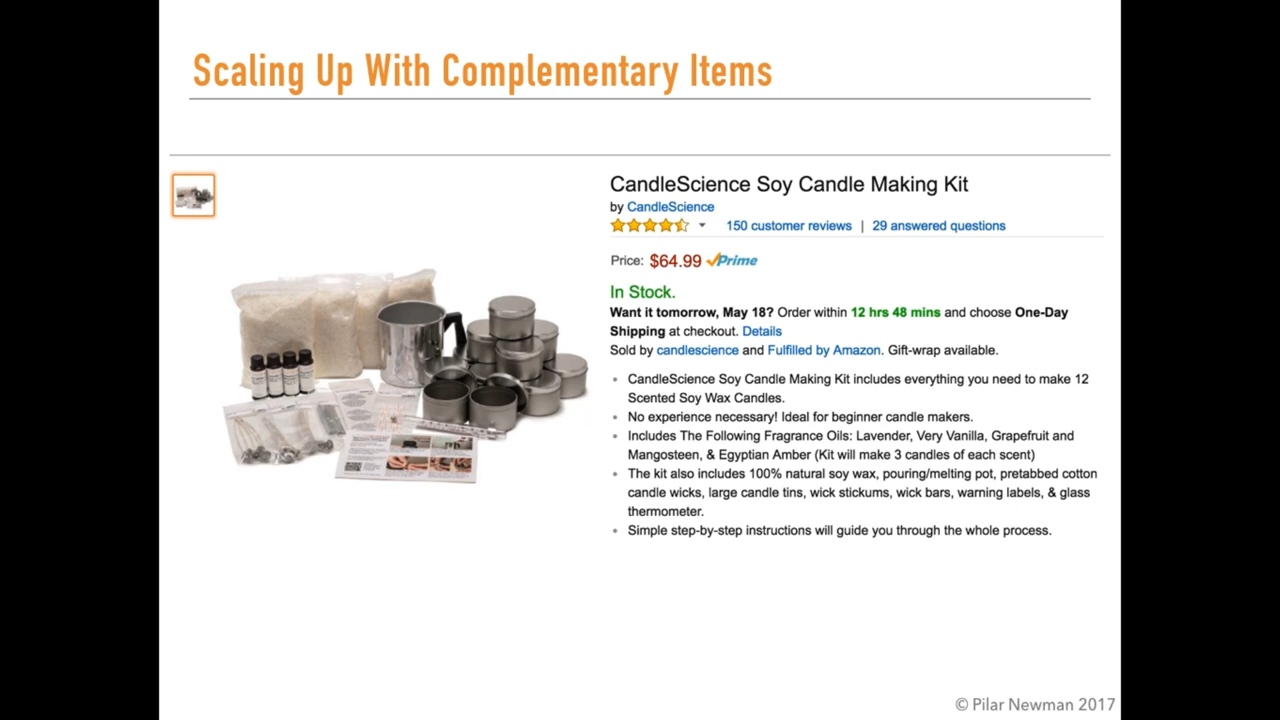 Scaling Up With Complementary Items
CandleScience Soy Candle Making Kit
by CandleScience
150 customer reviews | 29 answered questions
Price: $64.99 Prime
In Stock.
Want it tomorrow, May 18? Order within 12 hrs 48 mins and choose One-Day
Shipping at checkout. Details
Sold by candlescience and Fulfilled by Amazon. Gift-wrap available.
• CandleScience Soy Candle Making Kit includes everything you need to make 12
Scented Soy Wax Candles.
• No experience necessary! Ideal for beginner candle makers.
• Includes The Following Fragrance Oils: Lavender, Very Vanilla, Grapefruit and
Mangosteen, & Egyptian Amber (Kit will make 3 candles of each scent)
• The kit also includes 100% natural soy wax, pouring/melting pot, pretabbed cotton
candle wicks, large candle tins, wick stickums, wick bars, warning labels, & glass
thermometer.
• Simple step-by-step instructions will guide you through the whole process.
© Pilar Newman 2017